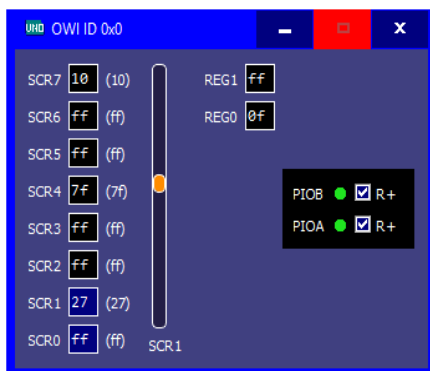 UNO OWI ID 0x0
SCR7 10 (10) REG1 ff
SCR6 ff (ff) REG0 0f
SCR5 ff (ff)
SCR4 7f (7f) PIOB R+
SCR3 ff (ff) PIOA R+
SCR2 ff (ff)
SCR1 27 (27)
SCR0 ff (ff) SCR1